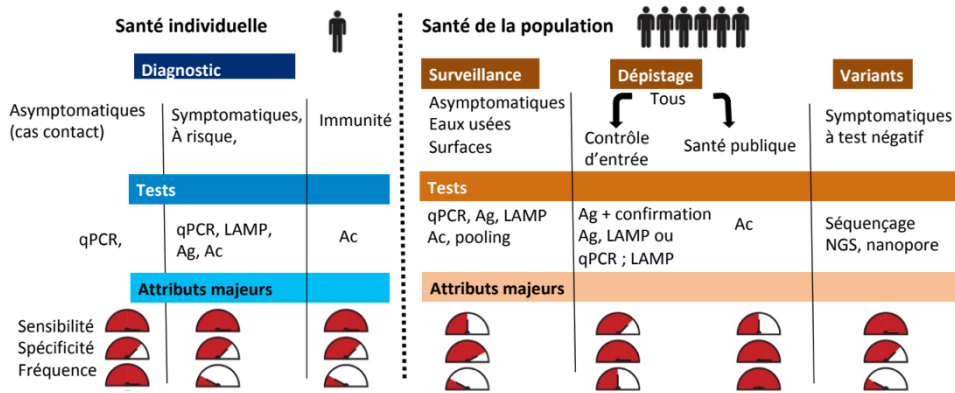 Santé individuelle
Santé de la population
Diagnostic
Asymptomatiques
(cas contact)
Symptomatiques,
À risque,
Immunité
Surveillance
Dépistage
Variants
Asymptomatiques
Eaux usées
Surfaces
Tous
Contrôle
d'entrée
Santé publique
Symptomatiques
à test négatif
Tests
qPCR,
qPCR, LAMP,
Ag, Ac
Ac
Tests
qPCR, Ag, LAMP
Ac, pooling
Ag + confirmation
Ag, LAMP ou
qPCR ; LAMP
Ac
Séquençage
NGS, nanopore
Attributs majeurs
Attributs majeurs
Sensibilité
Spécificité
Fréquence